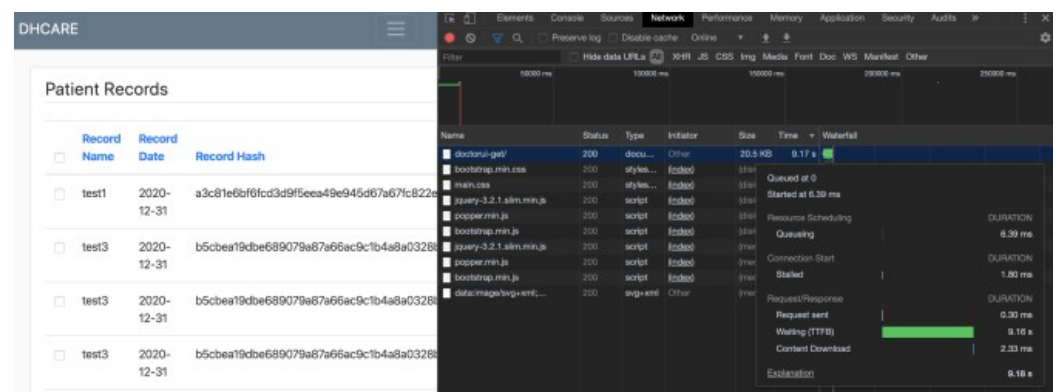 DHCARE
Patient Records
Record Name Record Date Record Hash
test1 2020-12-31 a3c81e6bf6fcd3d9f5eea49e945d67a67fc822e
test3 2020-12-31 b5cbea19dbe689079a87a66ac9c1b4a8a0328b
test3 2020-12-31 b5cbea19dbe689079a87a66ac9c1b4a8a0328b
test3 2020-12-31 b5cbea19dbe689079a87a66ac9c1b4a8a0328b
Elements Console Sources Network Performance Memory Application Security Audits »
Preserve log Disable cache Online
Filter Hide data URLs All XHR JS CSS Img Media Font Doc WS Manifest Other
50000 ms 100000 ms 150000 ms 200000 ms 250000 ms
Name Status Type Initiator Size Time Waterfall
doctorui-get/ 200 docu... Other 20.5 KB 9.17 s
bootstrap.min.css 200 styles... (index)
main.css 200 styles... (index)
jquery-3.2.1.slim.min.js 200 script (index)
popper.min.js 200 script (index)
bootstrap.min.js 200 script (index)
jquery-3.2.1.slim.min.js 200 script (index)
popper.min.js 200 script (index)
bootstrap.min.js 200 script (index)
data:image/svg+xml;... 200 svg+xml Other
Queued at 0
Started at 6.39 ms
Resource Scheduling DURATION
Queueing 6.39 ms
Connection Start DURATION
Stalled 1.80 ms
Request/Response DURATION
Request sent 0.30 ms
Waiting (TTFB) 9.16 s
Content Download 2.33 ms
Explanation 9.18 s